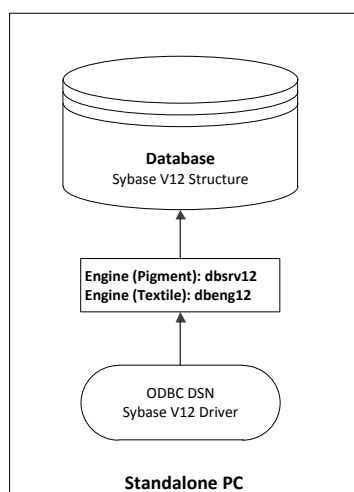 Database
Sybase V12 Structure
Engine (Pigment): dbsrv12
Engine (Textile): dbeng12
ODBC DSN
Sybase V12 Driver
Standalone PC